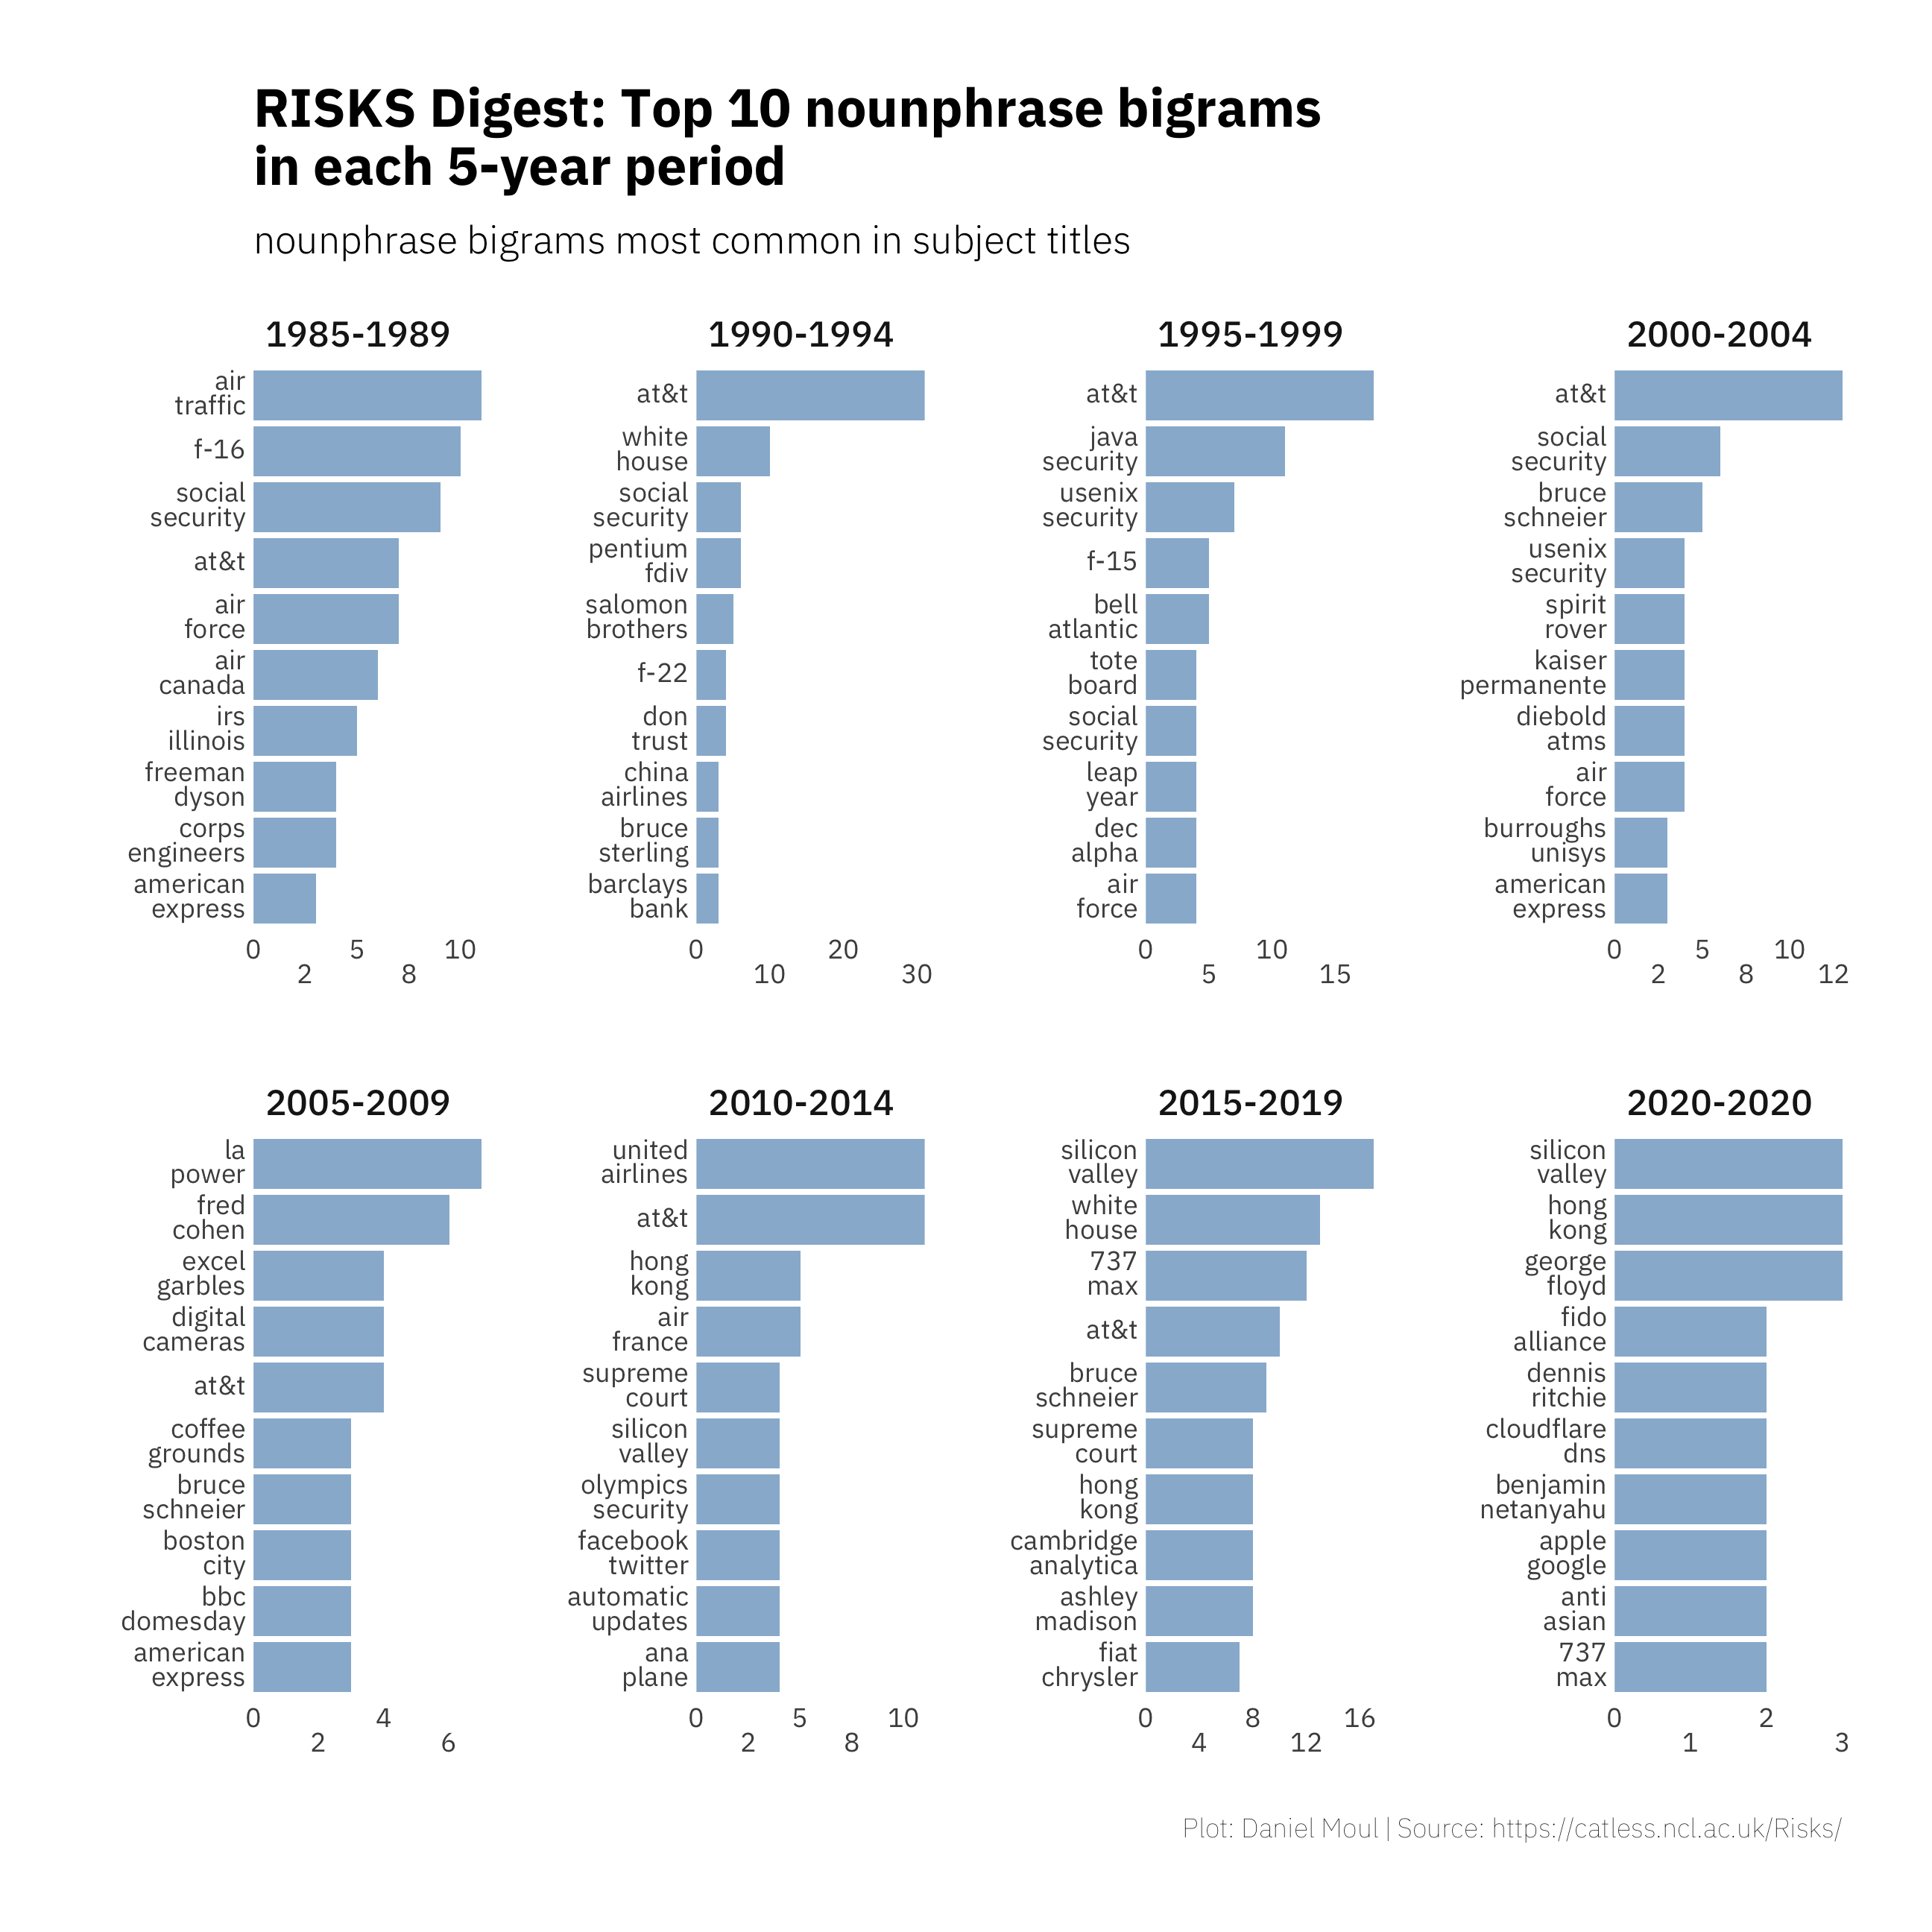 RISKS Digest: Top 10 nounphrase bigrams
in each 5-year period
nounphrase bigrams most common in subject titles
1985-1989
air
traffic
f-16
social
security
at&t
air
force
air
canada
irs
illinois
freeman
dyson
corps
engineers
american
express
0 5 10
2 8
1990-1994
at&t
white
house
social
security
pentium
fdiv
salomon
brothers
f-22
don
trust
china
airlines
bruce
sterling
barclays
bank
0 20
10 30
1995-1999
at&t
java
security
usenix
security
f-15
bell
atlantic
tote
board
social
security
leap
year
dec
alpha
air
force
0 10
5 15
2000-2004
at&t
social
security
bruce
schneier
usenix
security
spirit
rover
kaiser
permanente
diebold
atms
air
force
burroughs
unisys
american
express
0 5 10
2 8 12
2005-2009
la
power
fred
cohen
excel
garbles
digital
cameras
at&t
coffee
grounds
bruce
schneier
boston
city
bbc
domesday
american
express
0 4
2 6
2010-2014
united
airlines
at&t
hong
kong
air
france
supreme
court
silicon
valley
olympics
security
facebook
twitter
automatic
updates
ana
plane
0 5 10
2 8
2015-2019
silicon
valley
white
house
737
max
at&t
bruce
schneier
supreme
court
hong
kong
cambridge
analytica
ashley
madison
fiat
chrysler
0 8 16
4 12
2020-2020
silicon
valley
hong
kong
george
floyd
fido
alliance
dennis
ritchie
cloudflare
dns
benjamin
netanyahu
apple
google
anti
asian
737
max
0 2
1 3
Plot: Daniel Moul | Source: https://catless.ncl.ac.uk/Risks/